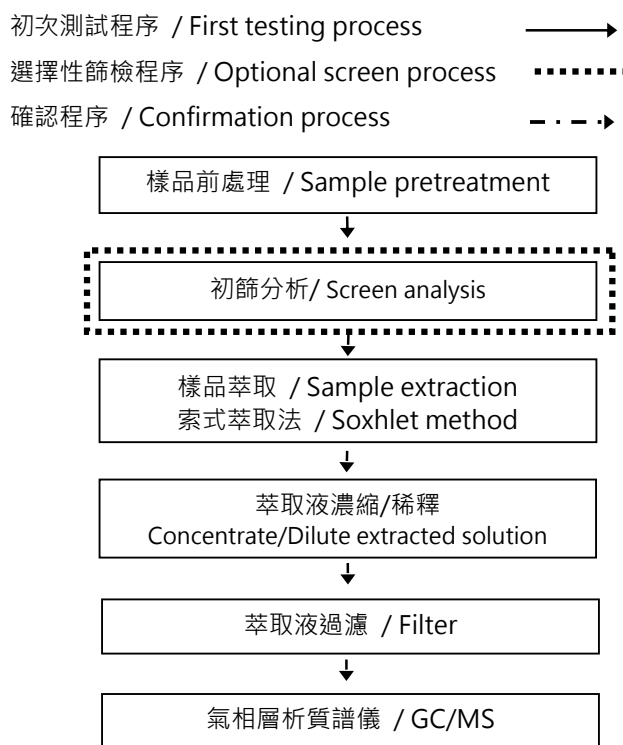 初次測試程序 / First testing process
選擇性篩檢程序 / Optional screen process
確認程序 / Confirmation process
樣品前處理 / Sample pretreatment
初篩分析/ Screen analysis
樣品萃取 / Sample extraction
索式萃取法 / Soxhlet method
萃取液濃縮/稀釋
Concentrate/Dilute extracted solution
萃取液過濾 / Filter
氣相層析質譜儀 / GC/MS